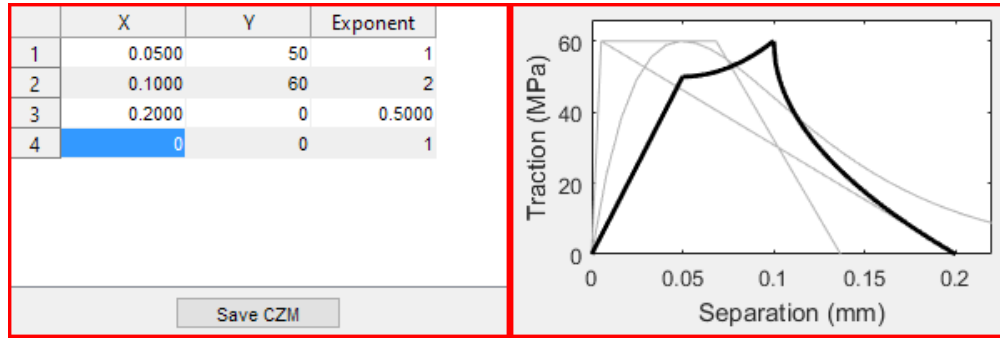 X Y Exponent
1 0.0500 50 1
2 0.1000 60 2
3 0.2000 0 0.5000
4 0 0 1
Save CZM
Traction (MPa)
60
40
20
0
0 0.05 0.1 0.15 0.2
Separation (mm)